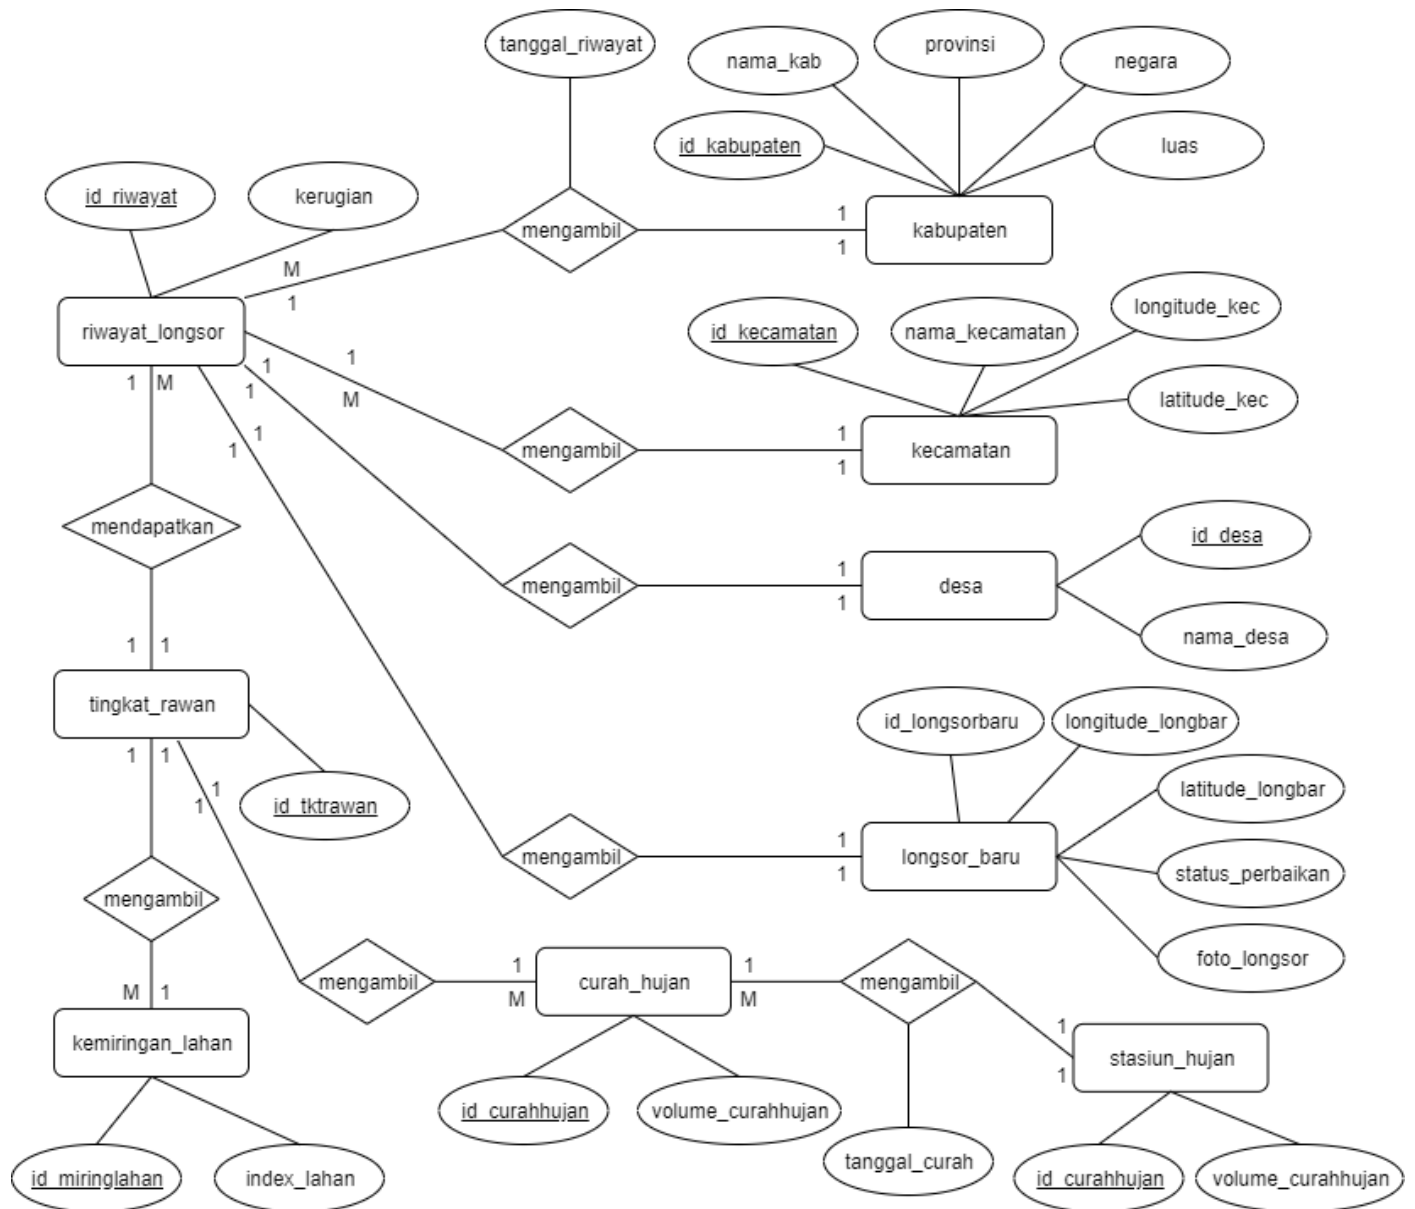 tanggal_riwayat
provinsi
nama_kab
negara
id_kabupaten
luas
id_riwayat
kerugian
mengambil
1
1
kabupaten
M
1
riwayat_longsor
id_kecamatan
nama_kecamatan
longitude_kec
latitude_kec
1
M
1
1
1
1
mengambil
1
1
kecamatan
1
M
mendapatkan
mengambil
1
1
desa
id_desa
nama_desa
1
1
tingkat_rawan
id_longsorbaru
longitude_longbar
latitude_longbar
1
1
1
1
id_tktrawan
mengambil
1
1
longsor_baru
status_perbaikan
foto_longsor
mengambil
mengambil
1
M
curah_hujan
1
M
mengambil
M
1
kemiringan_lahan
1
1
stasiun_hujan
id_curahhujan
volume_curahhujan
tanggal_curah
id_miringlahan
index_lahan
id_curahhujan
volume_curahhujan